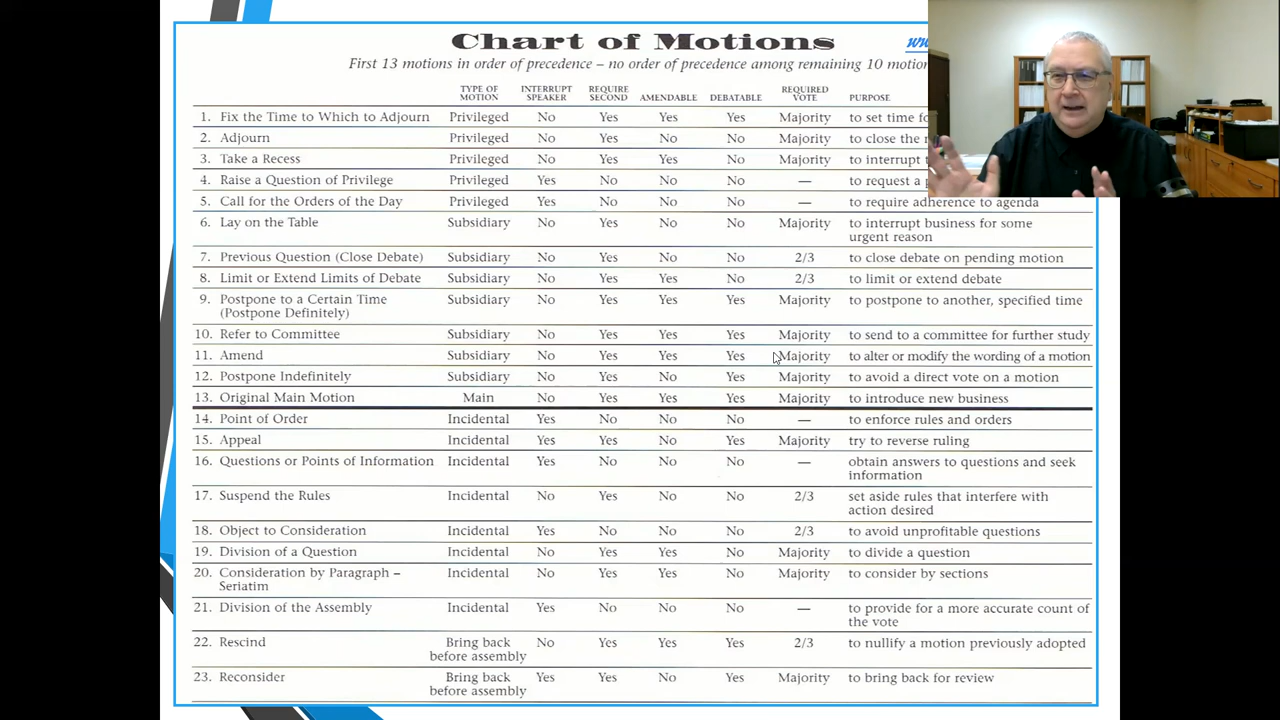 Chart of Motions
First 13 motions in order of precedence – no order of precedence among remaining 10
TYPE OF MOTION INTERRUPT SPEAKER REQUIRE SECOND AMENDABLE DEBATABLE REQUIRED VOTE PURPOSE
1. Fix the Time to Which to Adjourn Privileged No Yes Yes Yes Majority to set time
2. Adjourn Privileged No Yes No No Majority to close the
3. Take a Recess Privileged No Yes Yes No Majority to interrupt
4. Raise a Question of Privilege Privileged Yes No No No — to request a
5. Call for the Orders of the Day Privileged Yes No No No — to require adherence to agenda
6. Lay on the Table Subsidiary No Yes No No Majority to interrupt business for some
urgent reason
7. Previous Question (Close Debate) Subsidiary No Yes No No 2/3 to close debate on pending motion
8. Limit or Extend Limits of Debate Subsidiary No Yes Yes No 2/3 to limit or extend debate
9. Postpone to a Certain Time Subsidiary No Yes Yes Yes Majority to postpone to another, specified time
(Postpone Definitely)
10. Refer to Committee Subsidiary No Yes Yes Yes Majority to send to a committee for further study
11. Amend Subsidiary No Yes Yes Yes Majority to alter or modify the wording of a motion
12. Postpone Indefinitely Subsidiary No Yes No Yes Majority to avoid a direct vote on a motion
13. Original Main Motion Main No Yes Yes Yes Majority to introduce new business
14. Point of Order Incidental Yes No No No — to enforce rules and orders
15. Appeal Incidental Yes Yes No Yes Majority try to reverse ruling
16. Questions or Points of Information Incidental Yes No No No — obtain answers to questions and seek
information
17. Suspend the Rules Incidental No Yes No No 2/3 set aside rules that interfere with
action desired
18. Object to Consideration Incidental Yes No No No 2/3 to avoid unprofitable questions
19. Division of a Question Incidental No Yes Yes No Majority to divide a question
20. Consideration by Paragraph – Incidental No Yes Yes No Majority to consider by sections
Seriatim
21. Division of the Assembly Incidental Yes No No No — to provide for a more accurate count of
the vote
22. Rescind Bring back No Yes Yes Yes 2/3 to nullify a motion previously adopted
before assembly
23. Reconsider Bring back Yes Yes No Yes Majority to bring back for review
before assembly